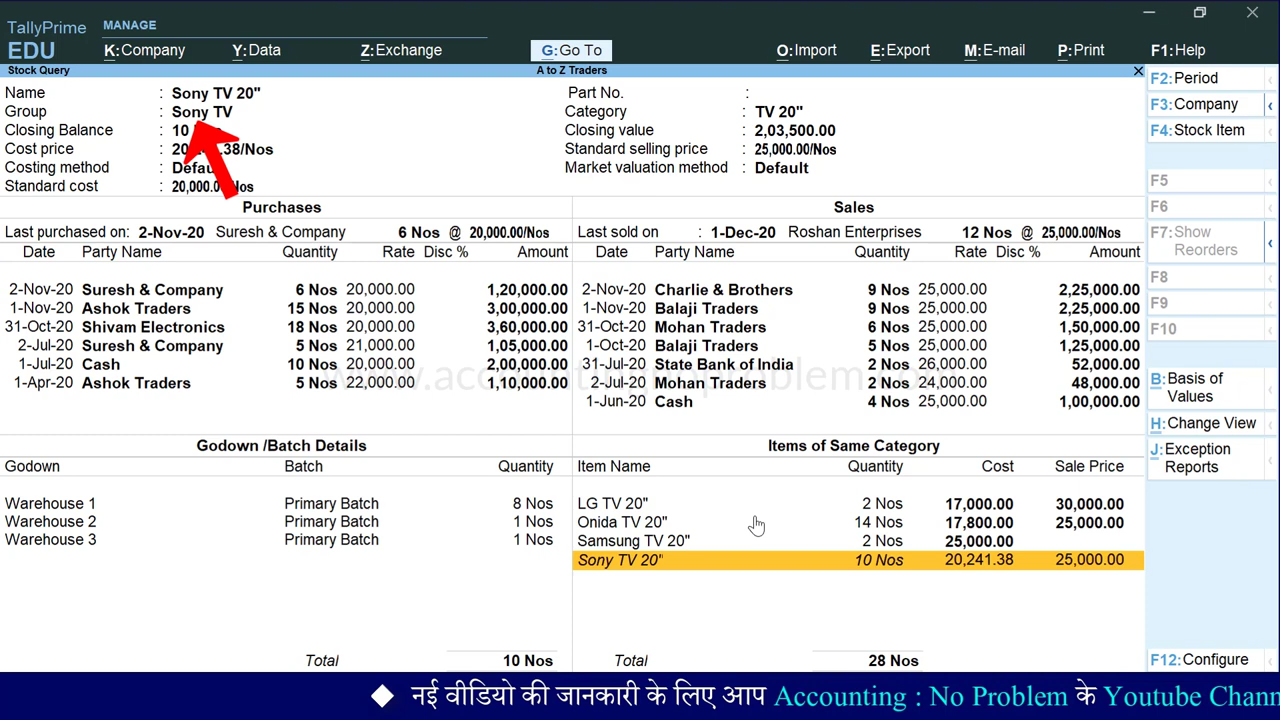 TallyPrime
EDU
MANAGE
K:Company Y:Data Z:Exchange G:Go To O:Import E:Export M:E-mail P:Print F1:Help
Stock Query A to Z Traders
Name : Sony TV 20" Part No. :
Group : Sony TV Category : TV 20"
Closing Balance : 10 Closing value : 2,03,500.00
Cost price : .38/Nos Standard selling price : 25,000.00/Nos
Costing method : Market valuation method : Default
Standard cost : 20,000.
Purchases Sales
Last purchased on: 2-Nov-20 Suresh & Company 6 Nos @ 20,000.00/Nos Last sold on : 1-Dec-20 Roshan Enterprises 12 Nos @ 25,000.00/Nos
Date Party Name Quantity Rate Disc % Amount Date Party Name Quantity Rate Disc % Amount
2-Nov-20 Suresh & Company 6 Nos 20,000.00 1,20,000.00 2-Nov-20 Charlie & Brothers 9 Nos 25,000.00 2,25,000.00
1-Nov-20 Ashok Traders 15 Nos 20,000.00 3,00,000.00 1-Nov-20 Balaji Traders 9 Nos 25,000.00 2,25,000.00
31-Oct-20 Shivam Electronics 18 Nos 20,000.00 3,60,000.00 31-Oct-20 Mohan Traders 6 Nos 25,000.00 1,50,000.00
2-Jul-20 Suresh & Company 5 Nos 21,000.00 1,05,000.00 1-Oct-20 Balaji Traders 5 Nos 25,000.00 1,25,000.00
1-Jul-20 Cash 10 Nos 20,000.00 2,00,000.00 31-Jul-20 State Bank of India 2 Nos 26,000.00 52,000.00
1-Apr-20 Ashok Traders 5 Nos 22,000.00 1,10,000.00 2-Jul-20 Mohan Traders 2 Nos 24,000.00 48,000.00
1-Jun-20 Cash 4 Nos 25,000.00 1,00,000.00
Godown /Batch Details Items of Same Category
Godown Batch Quantity Item Name Quantity Cost Sale Price
Warehouse 1 Primary Batch 8 Nos LG TV 20" 2 Nos 17,000.00 30,000.00
Warehouse 2 Primary Batch 1 Nos Onida TV 20" 14 Nos 17,800.00 25,000.00
Warehouse 3 Primary Batch 1 Nos Samsung TV 20" 2 Nos 25,000.00
Sony TV 20" 10 Nos 20,241.38 25,000.00
Total 10 Nos Total 28 Nos
F2:Period
F3:Company
F4:Stock Item
F5
F6
F7:Show
Reorders
F8
F9
F10
B:Basis of
Values
H:Change View
J:Exception
Reports
F12:Configure
नई वीडियो की जानकारी के लिए आप Accounting : No Problem के Youtube Chann